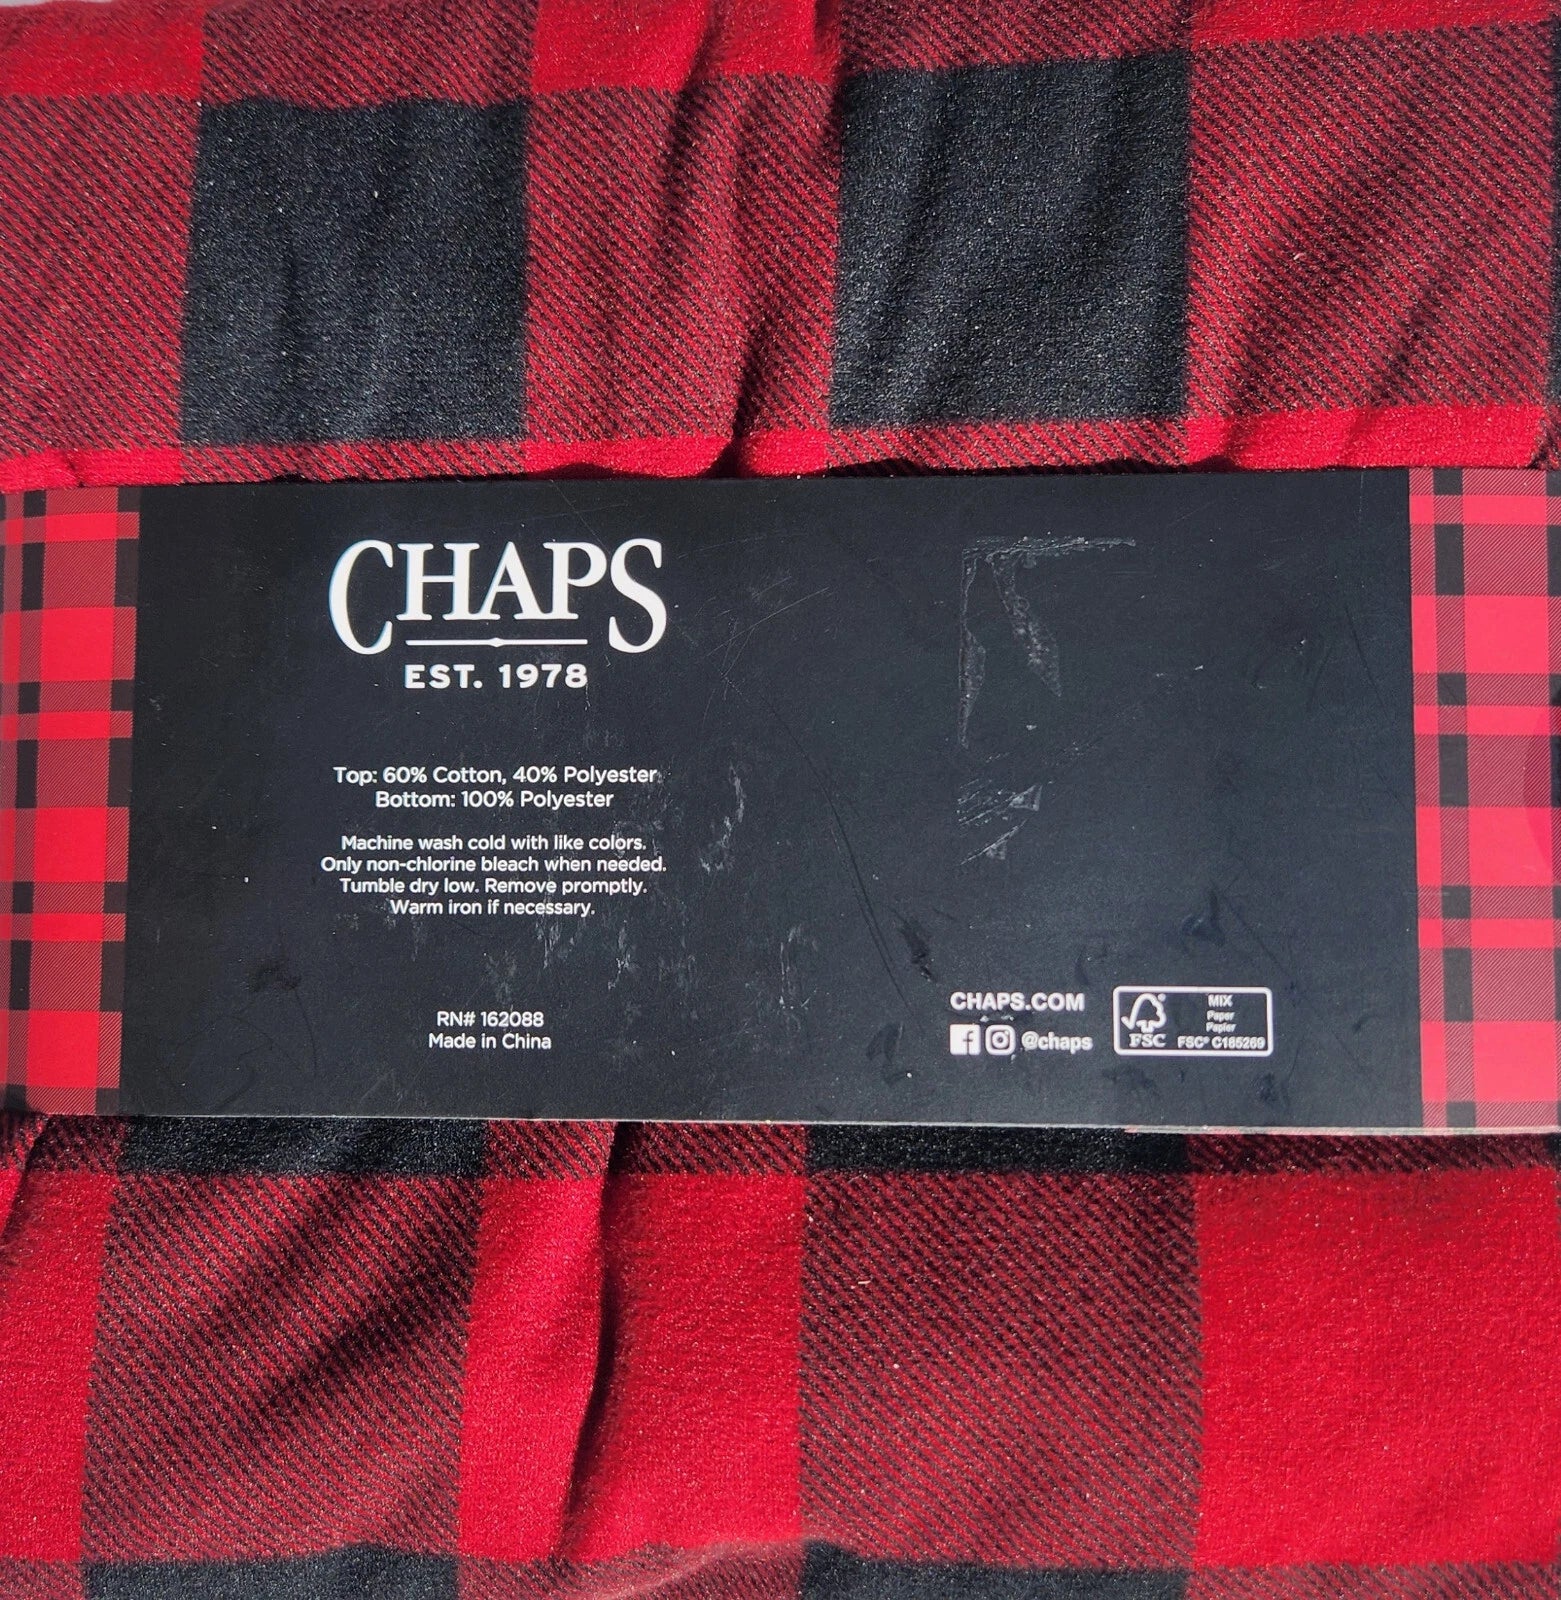 CHAPS
EST. 1978
Top: 60% Cotton, 40% Polyester
Bottom: 100% Polyester
Machine wash cold with like colors.
Only non-chlorine bleach when needed.
Tumble dry low. Remove promptly.
Warm iron if necessary.
RN# 162088
Made in China
CHAPS.COM
@chaps
FSC
MIX
Paper
Papier
FSC® C165269